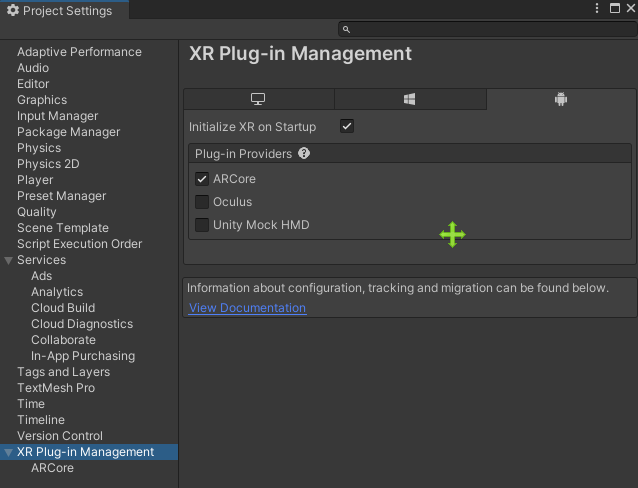 Project Settings
XR Plug-in Management
Adaptive Performance
Audio
Editor
Graphics
Input Manager
Package Manager
Physics
Physics 2D
Player
Preset Manager
Quality
Scene Template
Script Execution Order
Services
Ads
Analytics
Cloud Build
Cloud Diagnostics
Collaborate
In-App Purchasing
Tags and Layers
TextMesh Pro
Time
Timeline
Version Control
XR Plug-in Management
ARCore
Initialize XR on Startup
Plug-in Providers ?
ARCore
Oculus
Unity Mock HMD
Information about configuration, tracking and migration can be found below.
View Documentation